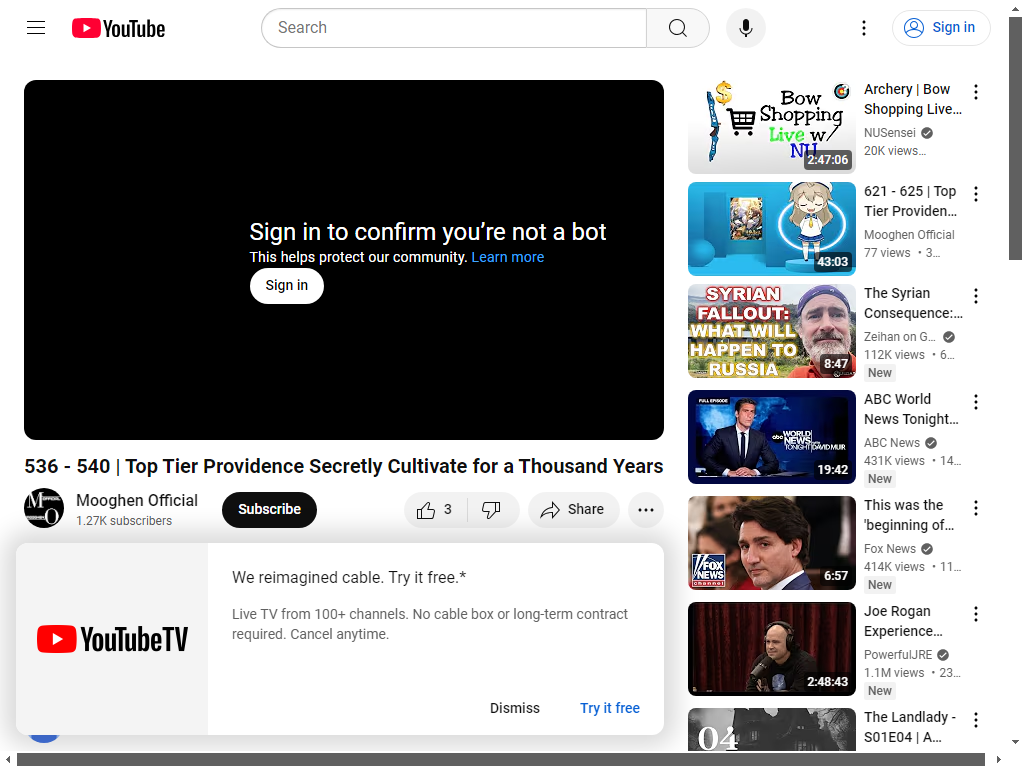 YouTube
Search
Sign in
Sign in to confirm you’re not a bot
This helps protect our community. Learn more
Sign in
536 - 540 | Top Tier Providence Secretly Cultivate for a Thousand Years
Mooghen Official
1.27K subscribers
Subscribe
3
Share
We reimagined cable. Try it free.*
Live TV from 100+ channels. No cable box or long-term contract
required. Cancel anytime.
YouTubeTV
Dismiss
Try it free
Bow
Shopping
Live w/
NU
2:47:06
Archery | Bow
Shopping Live…
NUSensei
20K views…
43:03
621 - 625 | Top
Tier Providen…
Mooghen Official
77 views • 3…
SYRIAN
FALLOUT:
WHAT WILL
HAPPEN TO
RUSSIA
8:47
The Syrian
Consequence:…
Zeihan on G…
112K views • 6…
New
FULL EPISODE
abc WORLD
NEWS
TONIGHT DAVID MUIR
19:42
ABC World
News Tonight…
ABC News
431K views • 14…
New
FOX
NEWS
channel
6:57
This was the
'beginning of…
Fox News
414K views • 11…
New
2:48:43
Joe Rogan
Experience…
PowerfulJRE
1.1M views • 23…
New
04
The Landlady -
S01E04 | A…